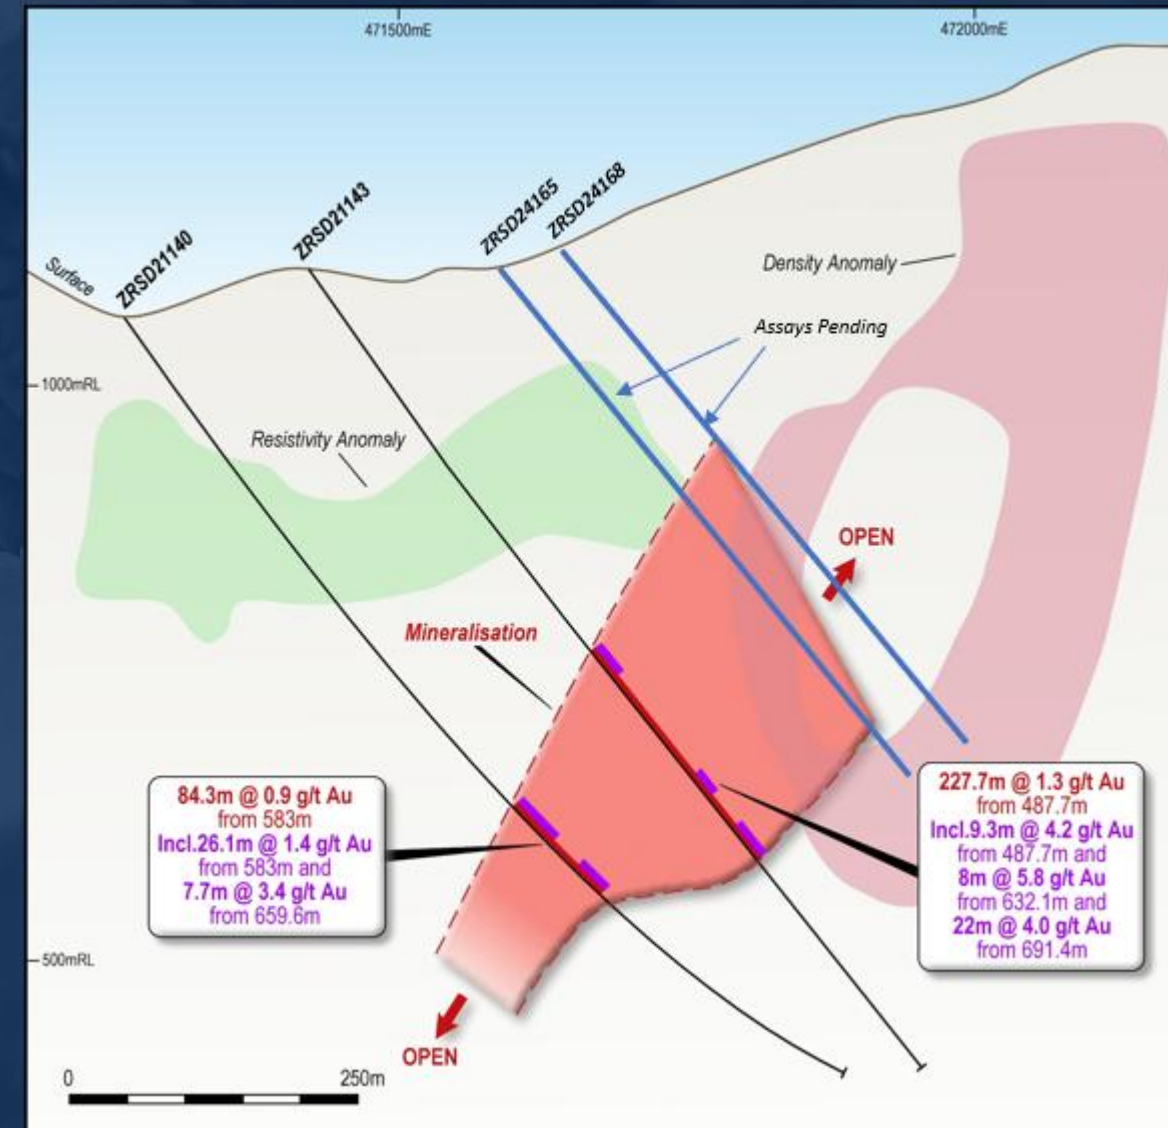 471500mE
472000mE
ZRSD21140
ZRSD21143
ZRSD24165
ZRSD24168
Surface
Density Anomaly
Assays Pending
1000mRL
Resistivity Anomaly
OPEN
Mineralisation
84.3m @ 0.9 g/t Au
from 583m
Incl.26.1m @ 1.4 g/t Au
from 583m and
7.7m @ 3.4 g/t Au
from 659.6m
227.7m @ 1.3 g/t Au
from 487.7m
Incl.9.3m @ 4.2 g/t Au
from 487.7m and
8m @ 5.8 g/t Au
from 632.1m and
22m @ 4.0 g/t Au
from 691.4m
500mRL
OPEN
0
250m